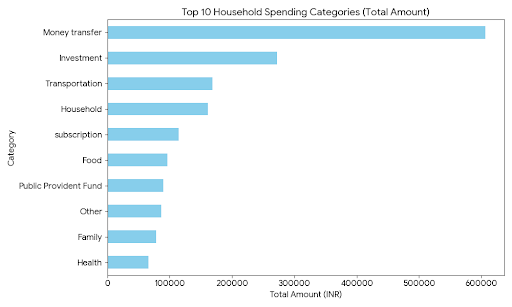 Top 10 Household Spending Categories (Total Amount)
Category
Money transfer
Investment
Transportation
Household
subscription
Food
Public Provident Fund
Other
Family
Health
0 100000 200000 300000 400000 500000 600000
Total Amount (INR)